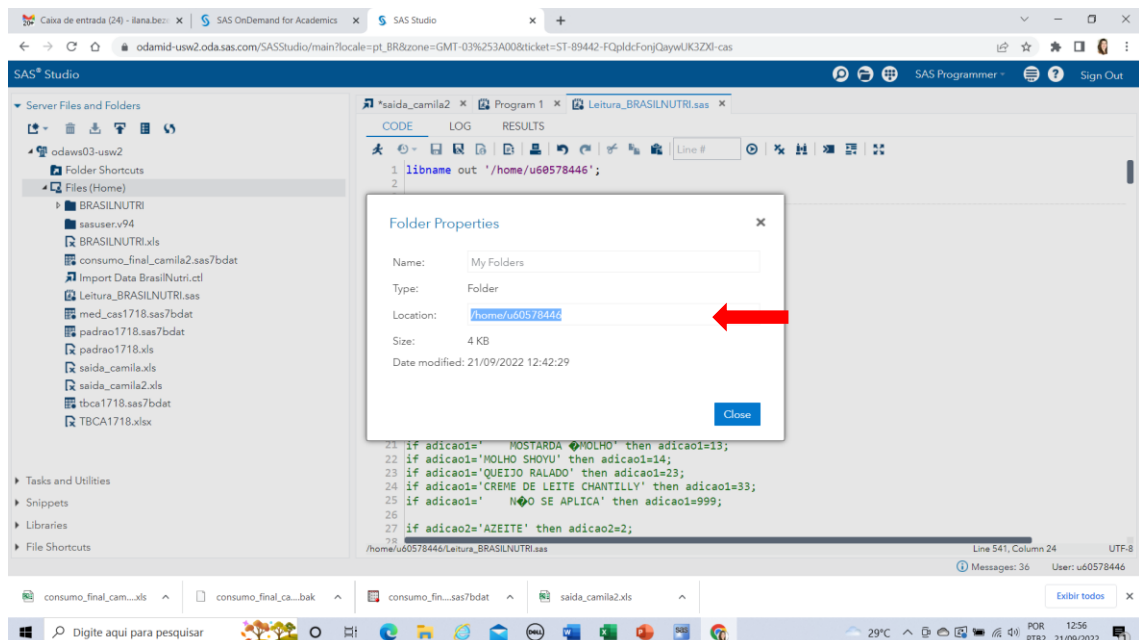 Caixa de entrada (24) - ilana.beze
SAS OnDemand for Academics
SAS Studio
odamid-usw2.oda.sas.com/SASStudio/main?locale=pt_BR&zone=GMT-03%253A00&ticket=ST-89442-FQpldcFonjQaywUK3ZXl-cas
SAS® Studio
SAS Programmer
Sign Out
Server Files and Folders
odaws03-usw2
Folder Shortcuts
Files (Home)
BRASILNUTRI
sasuser.v94
BRASILNUTRI.xls
consumo_final_camila2.sas7bdat
Import Data BrasilNutri.ctl
Leitura_BRASILNUTRI.sas
med_cas1718.sas7bdat
padrao1718.sas7bdat
padrao1718.xls
saida_camila.xls
saida_camila2.xls
tbca1718.sas7bdat
TBCA1718.xlsx
Tasks and Utilities
Snippets
Libraries
File Shortcuts
*saida_camila2
Program 1
Leitura_BRASILNUTRI.sas
CODE LOG RESULTS
Line #
1 libname out '/home/u60578446';
2
Folder Properties
Name: My Folders
Type: Folder
Location: /home/u60578446
Size: 4 KB
Date modified: 21/09/2022 12:42:29
Close
21 if adicao1='    MOSTARDA �MOLHO' then adicao1=13;
22 if adicao1='MOLHO SHOYU' then adicao1=14;
23 if adicao1='QUEIJO RALADO' then adicao1=23;
24 if adicao1='CREME DE LEITE CHANTILLY' then adicao1=33;
25 if adicao1='    N�O SE APLICA' then adicao1=999;
26
27 if adicao2='AZEITE' then adicao2=2;
28
/home/u60578446/Leitura_BRASILNUTRI.sas
Line 541, Column 24
UTF-8
Messages: 36
User: u60578446
consumo_final_cam....xls
consumo_final_ca....bak
consumo_fin....sas7bdat
saida_camila2.xls
Exibir todos
Digite aqui para pesquisar
29°C
POR
PTB2
12:56
21/09/2022